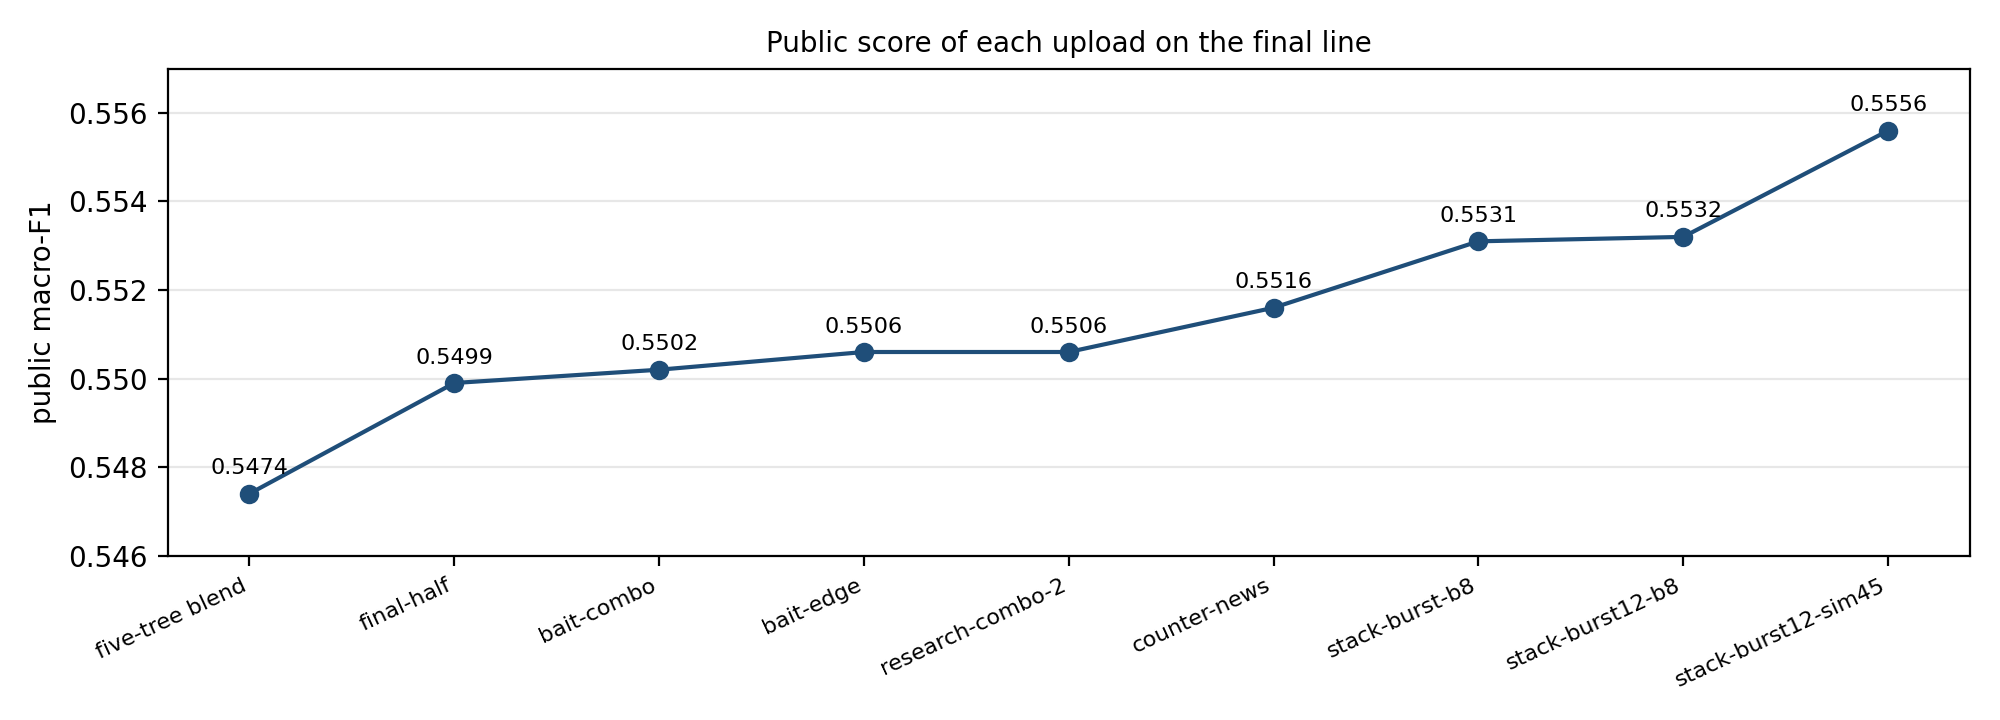 Public score of each upload on the final line
public macro-F1
0.556
0.554
0.552
0.550
0.548
0.546
0.5474
0.5499
0.5502
0.5506
0.5506
0.5516
0.5531
0.5532
0.5556
five-tree blend
final-half
bait-combo
bait-edge
research-combo-2
counter-news
stack-burst-b8
stack-burst12-b8
stack-burst12-sim45